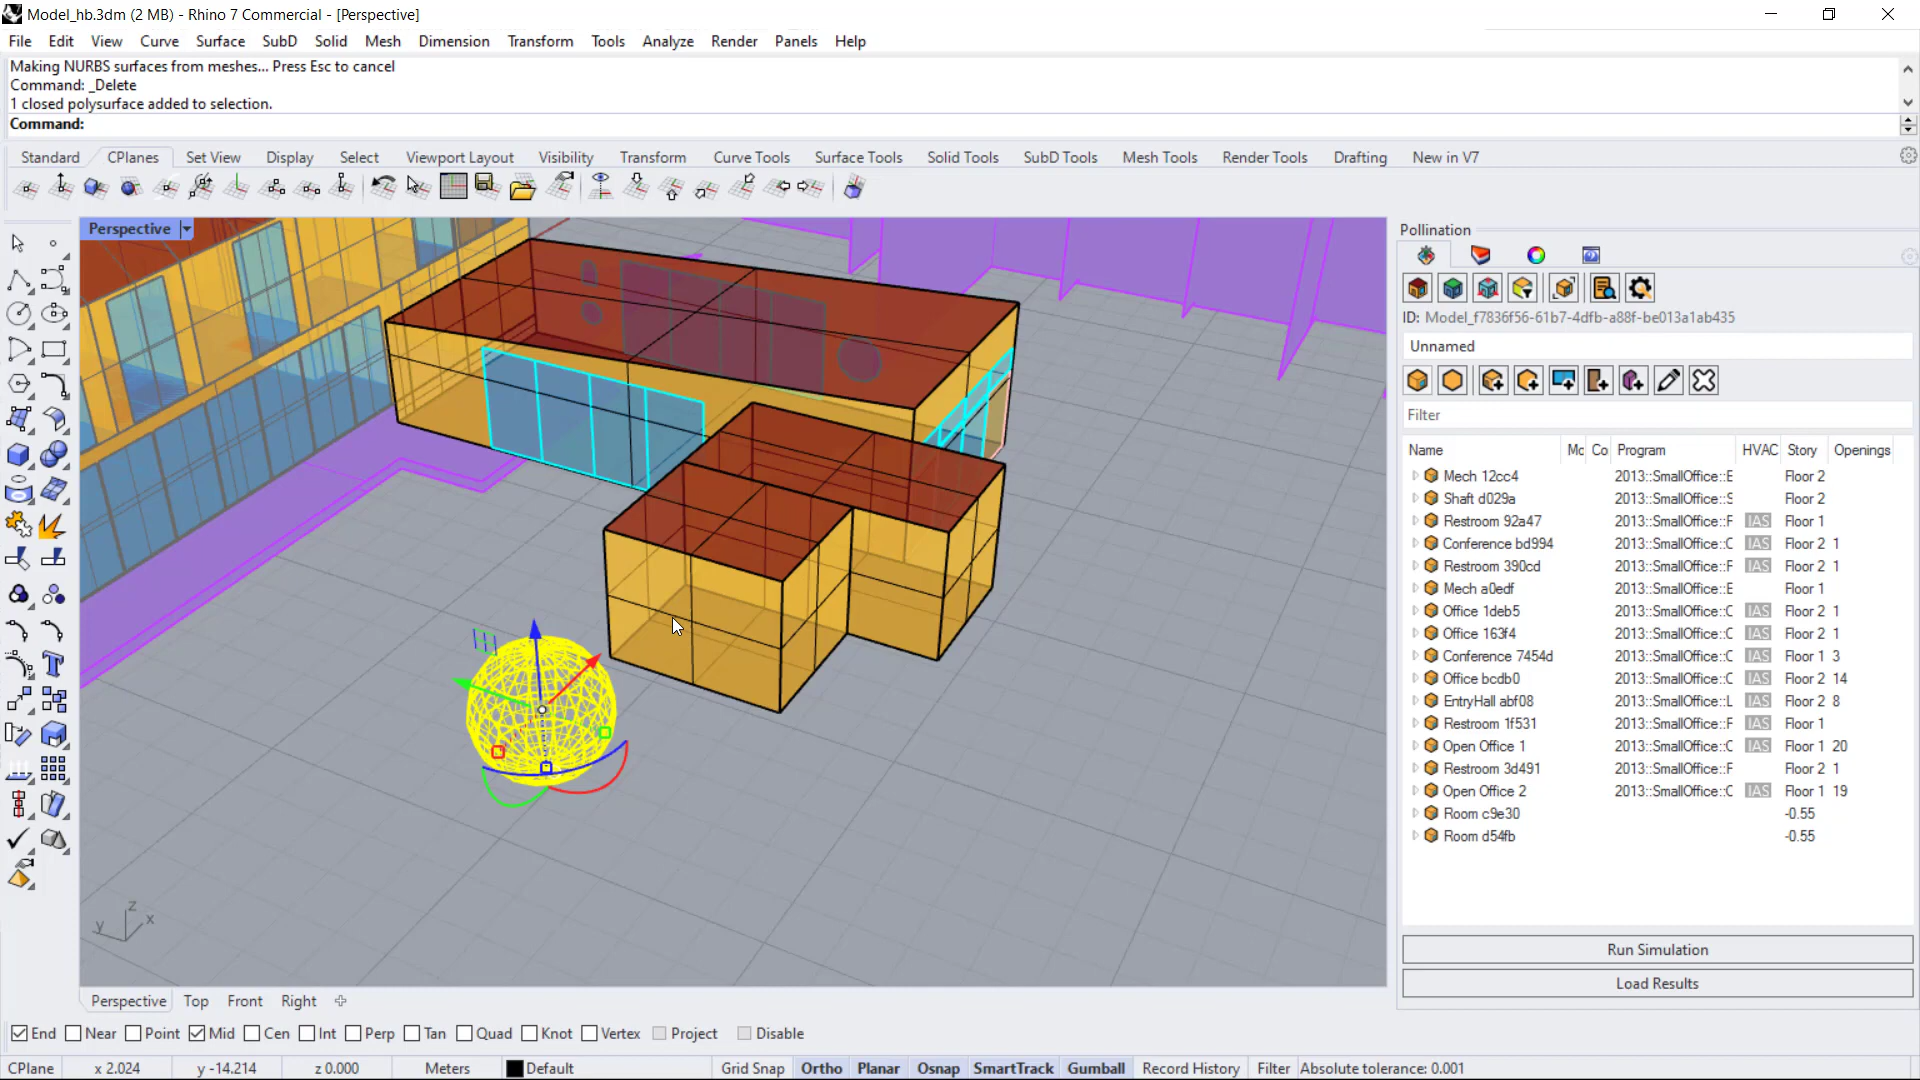 Model_hb.3dm (2 MB) - Rhino 7 Commercial - [Perspective]
File Edit View Curve Surface SubD Solid Mesh Dimension Transform Tools Analyze Render Panels Help
Making NURBS surfaces from meshes... Press Esc to cancel
Command: _Delete
1 closed polysurface added to selection.
Command:
Standard CPlanes Set View Display Select Viewport Layout Visibility Transform Curve Tools Surface Tools Solid Tools SubD Tools Mesh Tools Render Tools Drafting New in V7
Perspective
Pollination
ID: Model_f7836f56-61b7-4dfb-a88f-be013a1ab435
Unnamed
Filter
Name Mc Co Program HVAC Story Openings
Mech 12cc4 2013::SmallOffice::E Floor 2
Shaft d029a 2013::SmallOffice::S Floor 2
Restroom 92a47 2013::SmallOffice::F IAS Floor 1
Conference bd994 2013::SmallOffice::C IAS Floor 2 1
Restroom 390cd 2013::SmallOffice::F IAS Floor 2 1
Mech a0edf 2013::SmallOffice::E Floor 1
Office 1deb5 2013::SmallOffice::C IAS Floor 2 1
Office 163f4 2013::SmallOffice::C IAS Floor 2 1
Conference 7454d 2013::SmallOffice::C IAS Floor 1 3
Office bcdb0 2013::SmallOffice::C IAS Floor 2 14
EntryHall abf08 2013::SmallOffice::L IAS Floor 2 8
Restroom 1f531 2013::SmallOffice::F IAS Floor 1
Open Office 1 2013::SmallOffice::C IAS Floor 1 20
Restroom 3d491 2013::SmallOffice::F Floor 2 1
Open Office 2 2013::SmallOffice::C IAS Floor 1 19
Room c9e30 -0.55
Room d54fb -0.55
z
y x
Run Simulation
Load Results
Perspective Top Front Right
End Near Point Mid Cen Int Perp Tan Quad Knot Vertex Project Disable
CPlane x 2.024 y -14.214 z 0.000 Meters Default Grid Snap Ortho Planar Osnap SmartTrack Gumball Record History Filter Absolute tolerance: 0.001